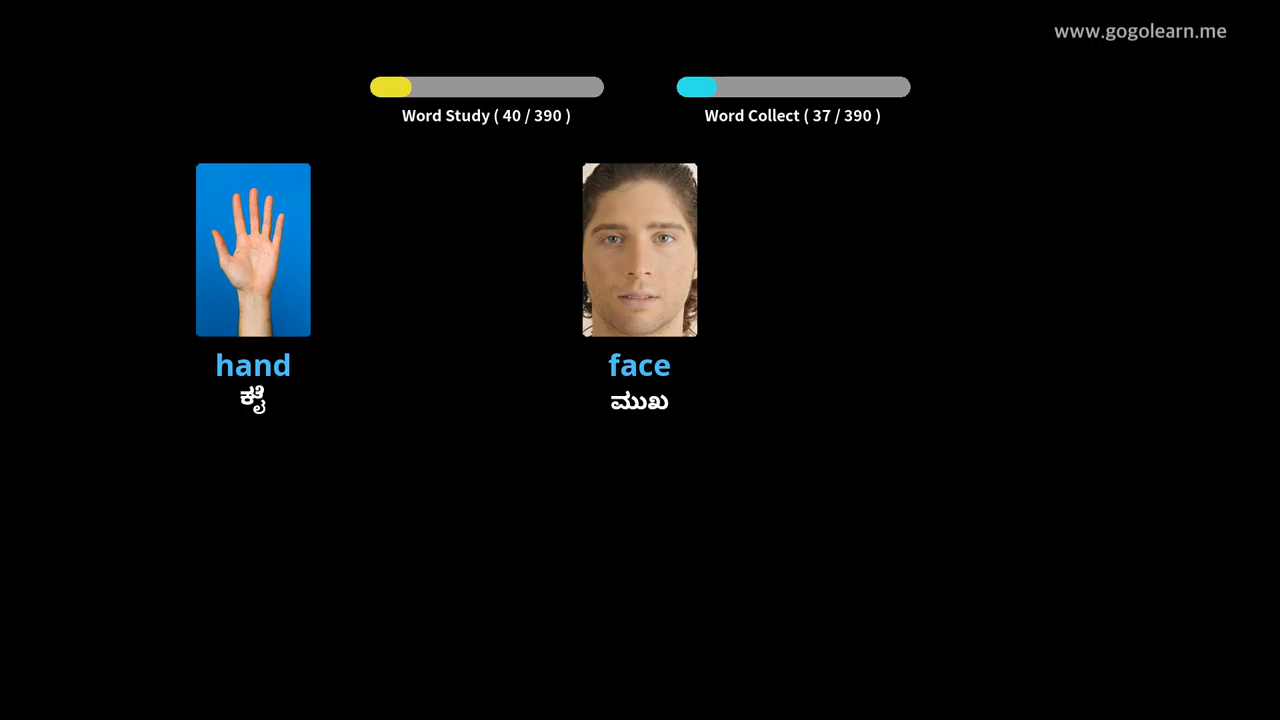 www.gogolearn.me
Word Study ( 40 / 390 )
Word Collect ( 37 / 390 )
hand
ಕೈ
face
ಮುಖ